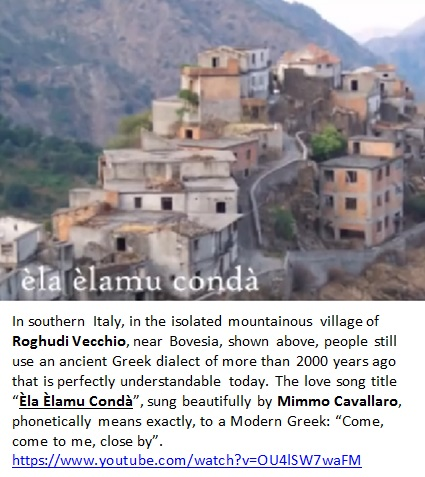 èla èlamu condà
In southern Italy, in the isolated mountainous village of
Roghudi Vecchio, near Bovesia, shown above, people still
use an ancient Greek dialect of more than 2000 years ago
that is perfectly understandable today. The love song title
“Èla Èlamu Condà”, sung beautifully by Mimmo Cavallaro,
phonetically means exactly, to a Modern Greek: “Come,
come to me, close by”.
https://www.youtube.com/watch?v=OU4lSW7waFM